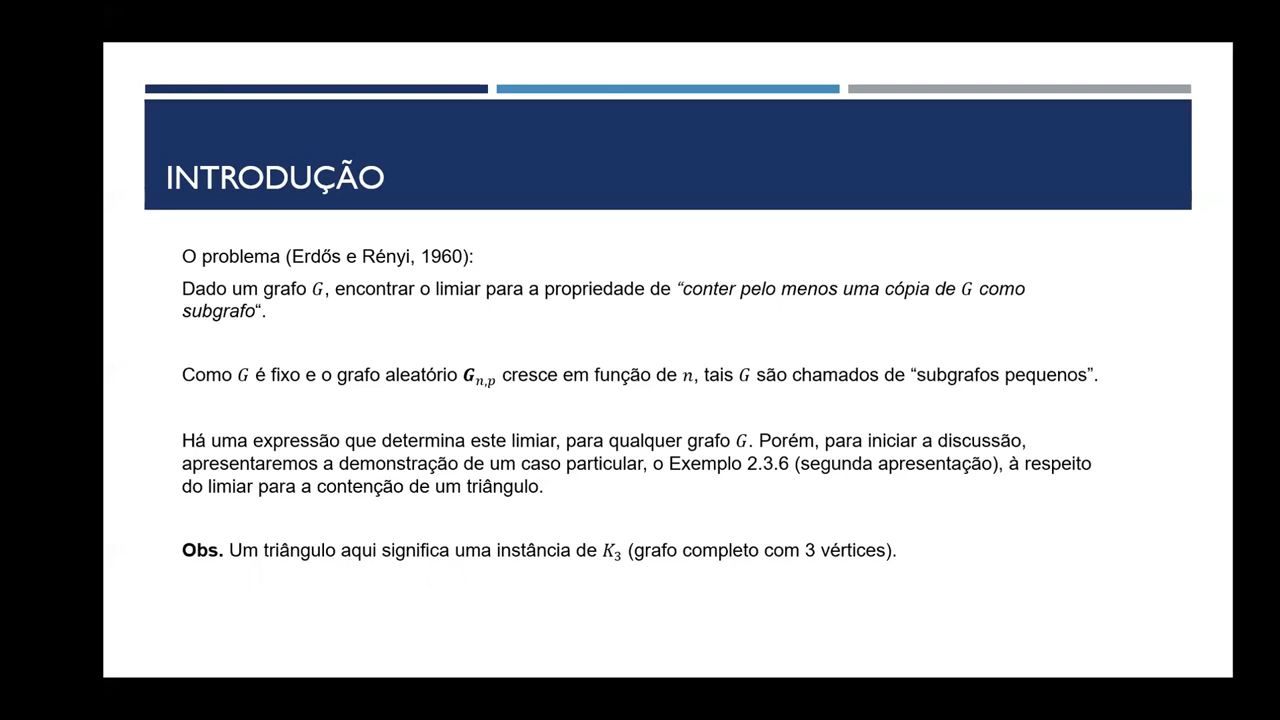 INTRODUÇÃO
O problema (Erdős e Rényi, 1960):
Dado um grafo G, encontrar o limiar para a propriedade de “conter pelo menos uma cópia de G como
subgrafo“.
Como G é fixo e o grafo aleatório G_{n,p} cresce em função de n, tais G são chamados de “subgrafos pequenos”.
Há uma expressão que determina este limiar, para qualquer grafo G. Porém, para iniciar a discussão,
apresentaremos a demonstração de um caso particular, o Exemplo 2.3.6 (segunda apresentação), à respeito
do limiar para a contenção de um triângulo.
Obs. Um triângulo aqui significa uma instância de K₃ (grafo completo com 3 vértices).